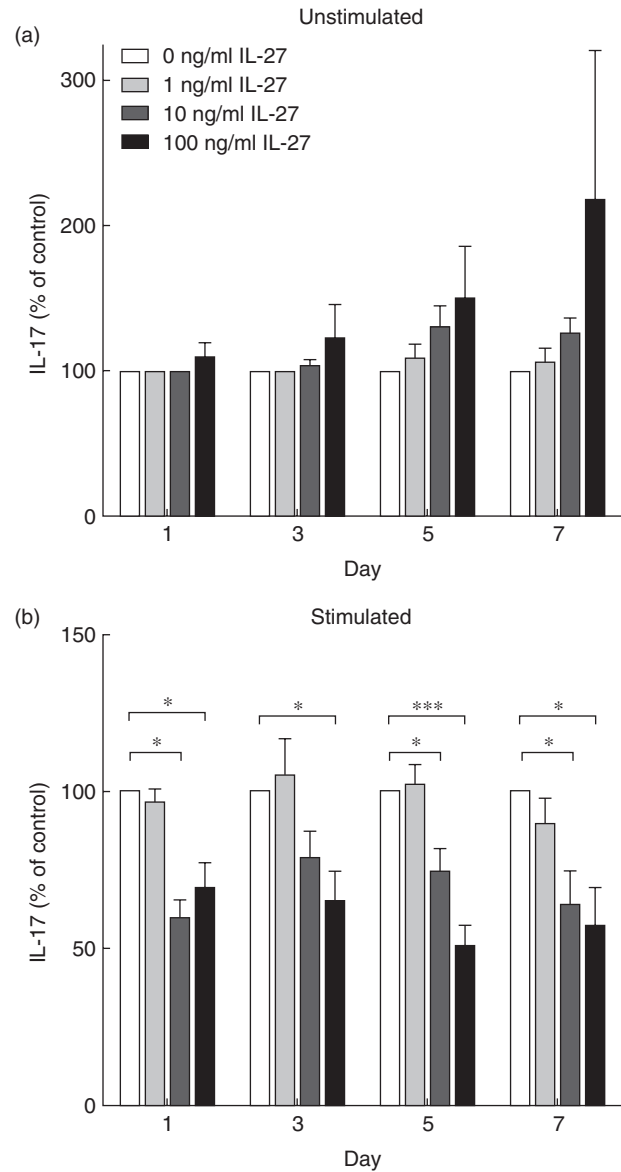 (a)
Unstimulated
0 ng/ml IL-27
1 ng/ml IL-27
10 ng/ml IL-27
100 ng/ml IL-27
IL-17 (% of control)
300
200
100
0
1 3 5 7
Day
(b)
Stimulated
IL-17 (% of control)
150
100
50
0
* * *** *
* * *
1 3 5 7
Day